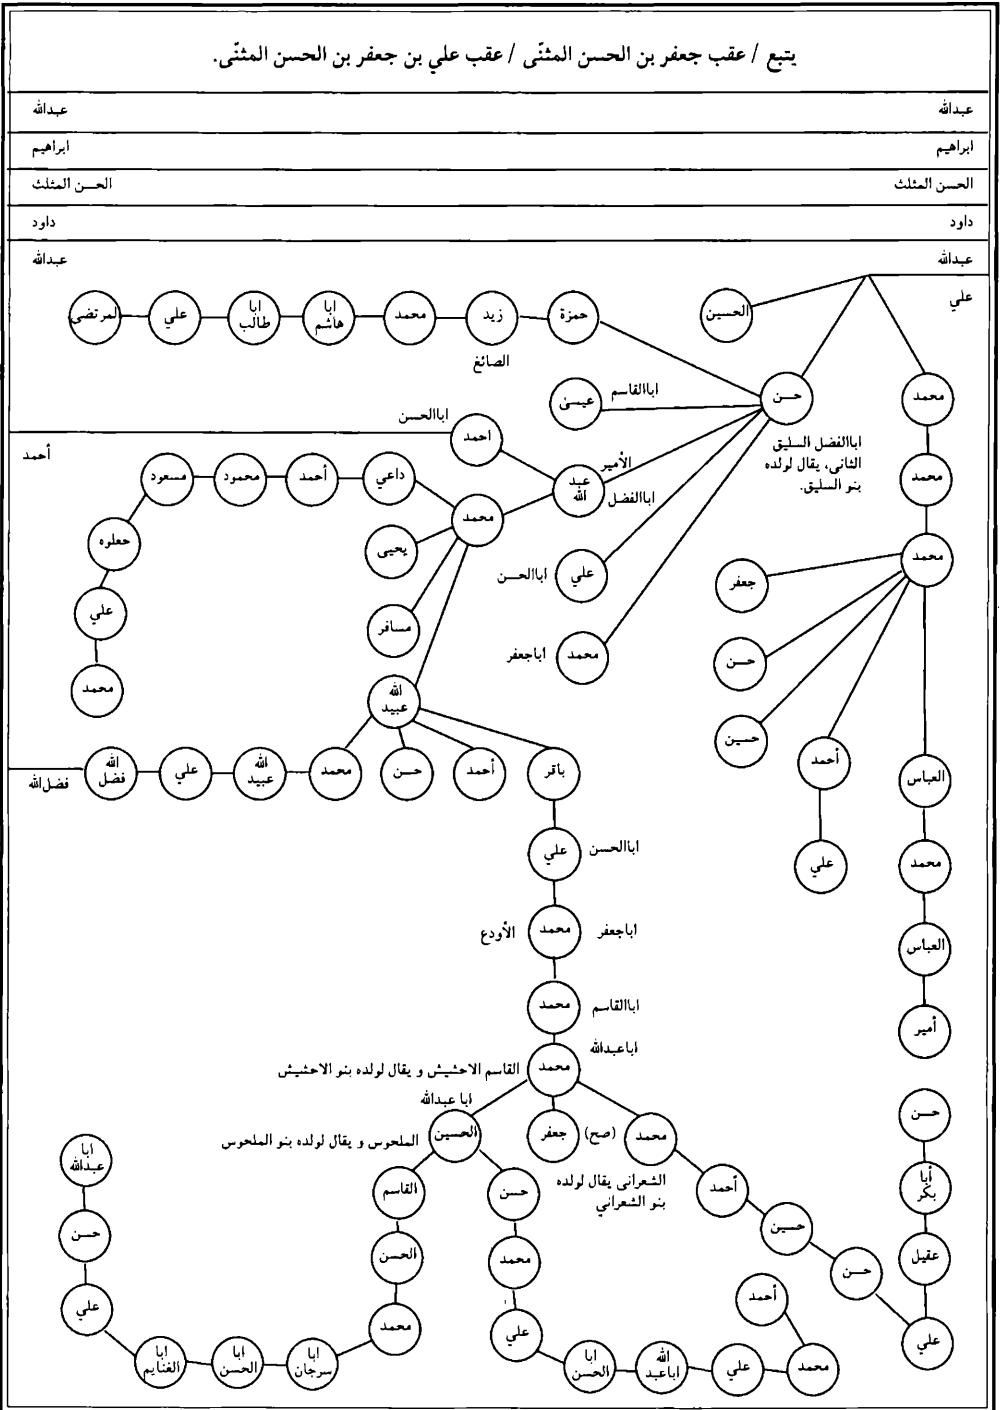 يتبع / عقب جعفر بن الحسن المثنّى / عقب علي بن جعفر بن الحسن المثنّى.
عبدالله
عبدالله
ابراهيم
ابراهيم
الحسن المثلث
الحسن المثلث
داود
داود
عبدالله
عبدالله
علي
الحسين
حمزة
زيد
الصائغ
محمد
ابا
هاشم
ابا
طالب
علي
المرتضى
محمد
حسن
اباالفضل السليق
الثانى، يقال لولده
بنو السليق.
اباالقاسم
عيسىٰ
اباالحسن
احمد
أحمد
الأمير
عبد
الله
اباالفضل
محمد
داعي
أحمد
محمود
مسعود
حعلوه
علي
محمد
يحيى
مسافر
علي
اباالحسن
محمد
اباجعفر
محمد
محمد
جعفر
حسن
حسين
أحمد
علي
العباس
محمد
العباس
أمير
الله
عبيد
باقر
أحمد
حسن
محمد
الله
عبيد
علي
الله
فضل
فضل‌الله
علي
اباالحسن
اباجعفر
محمد
الأودع
محمد
اباالقاسم
اباعبدالله
محمد
القاسم الاحثيش و يقال لولده بنو الاحثيش
ابا عبدالله
الحسين
الملحوس و يقال لولده بنو الملحوس
جعفر
(صح)
محمد
الشعرانى يقال لولده
بنو الشعراني
أحمد
حسين
حسن
علي
عقيل
أبا
بكر
حسن
حسن
محمد
علي
ابا
الحسن
الله
اباعبد
علي
محمد
أحمد
القاسم
الحسن
محمد
ابا
سرجان
ابا
الحسن
ابا
الغنايم
علي
حسن
ابا
عبدالله